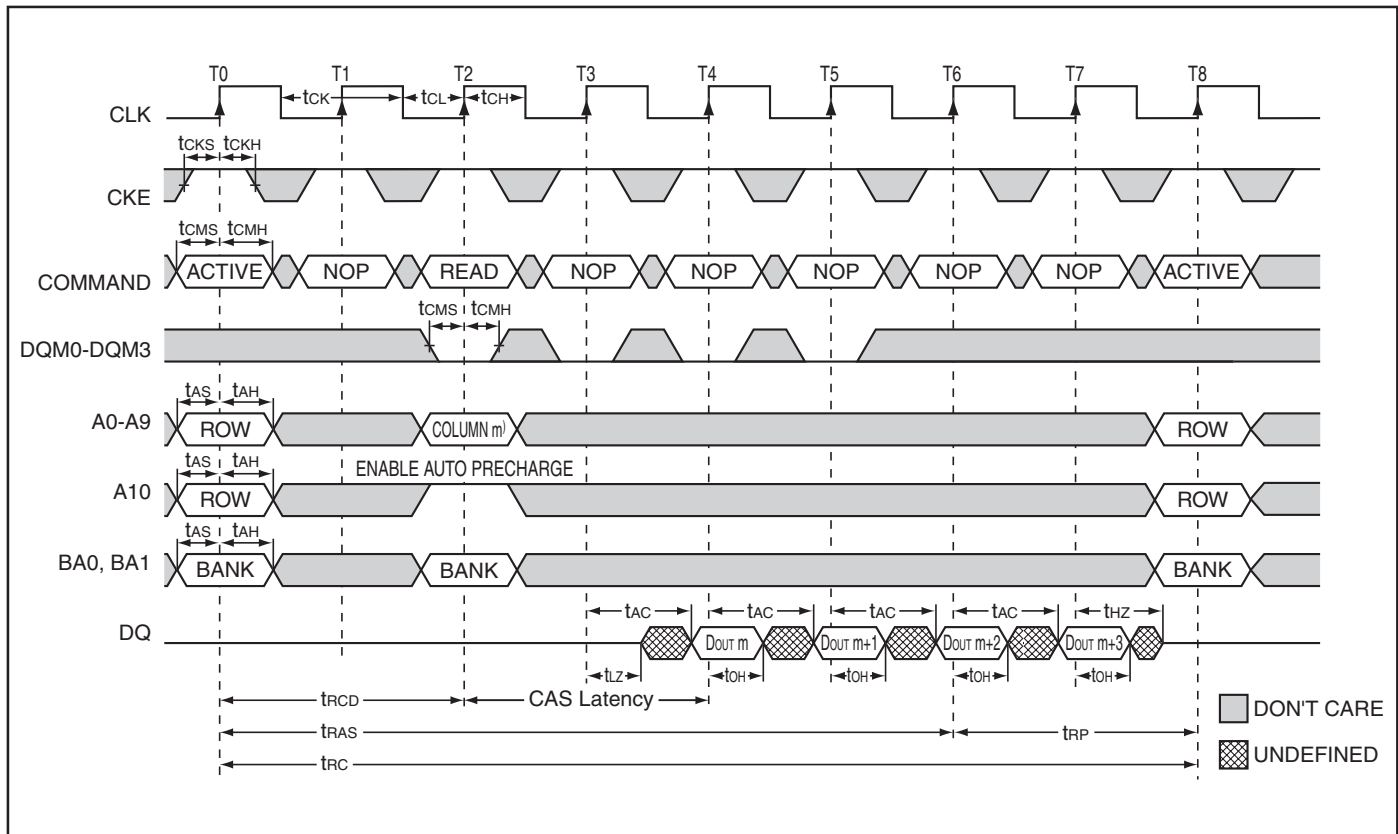 T0 T1 T2 T3 T4 T5 T6 T7 T8
CLK tCK tCL tCH
tCKS tCKH
CKE
tCMS tCMH
COMMAND ACTIVE NOP READ NOP NOP NOP NOP NOP ACTIVE
tCMS tCMH
DQM0-DQM3
tAS tAH
A0-A9 ROW COLUMN m) ROW
tAS tAH ENABLE AUTO PRECHARGE
A10 ROW ROW
tAS tAH
BA0, BA1 BANK BANK BANK
tAC tAC tAC tAC tHZ
DQ DOUT m DOUT m+1 DOUT m+2 DOUT m+3
tLZ tOH tOH tOH tOH
tRCD CAS Latency
DON'T CARE
tRAS tRP
UNDEFINED
tRC